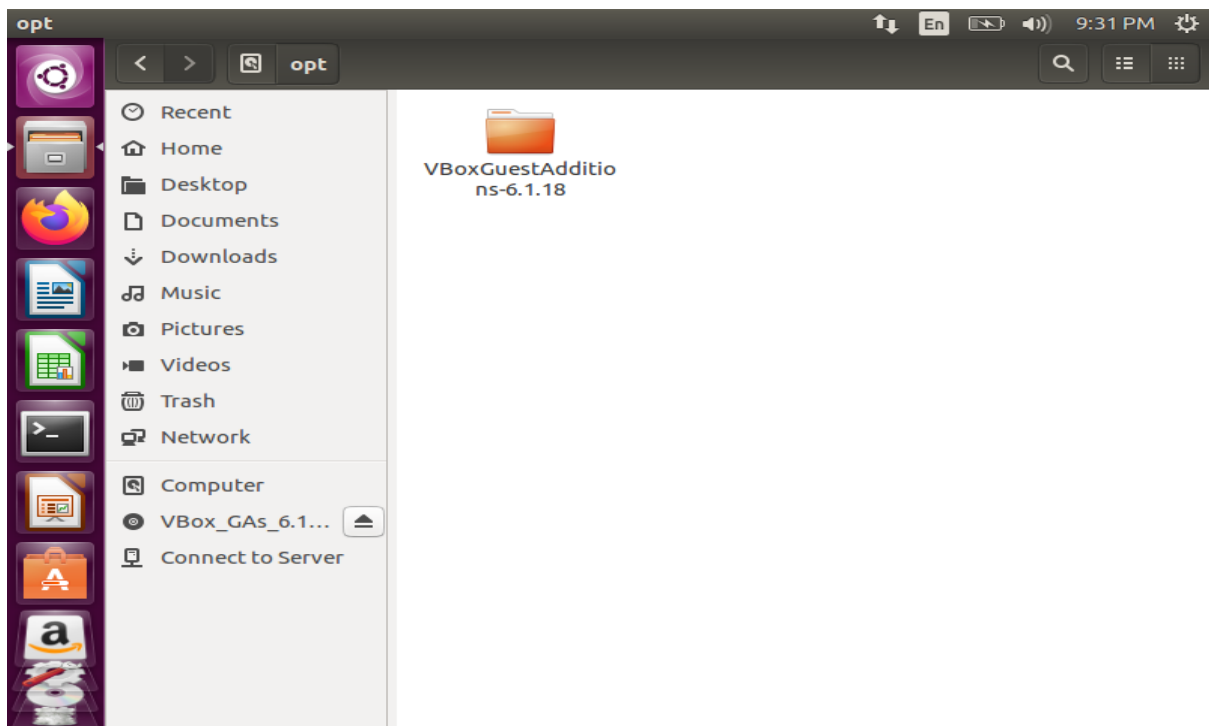 opt
En
9:31 PM
opt
Recent
Home
Desktop
Documents
Downloads
Music
Pictures
Videos
Trash
Network
Computer
VBox_GAs_6.1...
Connect to Server
VBoxGuestAdditio
ns-6.1.18
>_
A
a